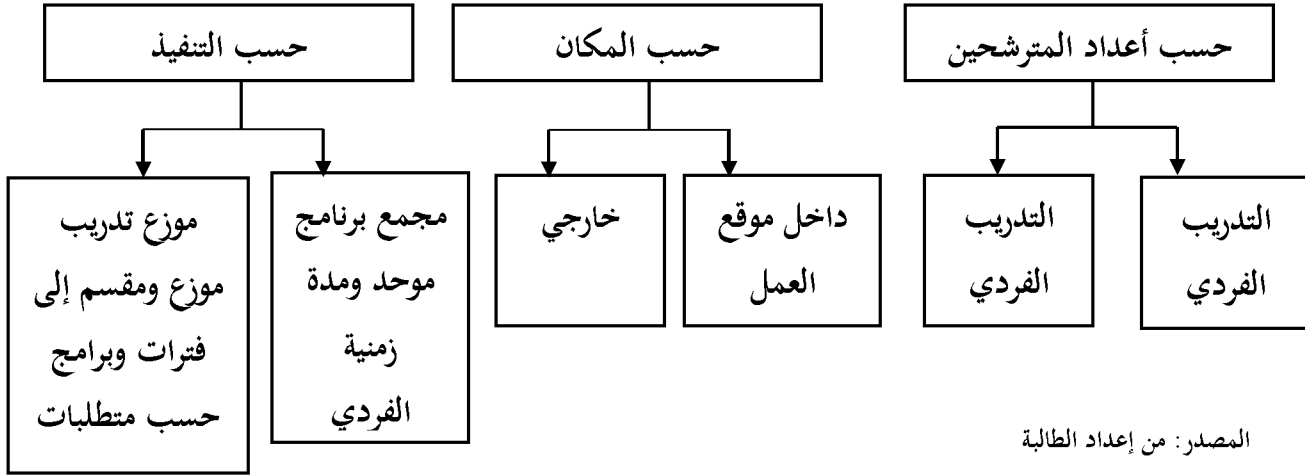 حسب أعداد المترشحين
حسب المكان
حسب التنفيذ
التدريب
الفردي
التدريب
الفردي
داخل موقع
العمل
خارجي
مجمع برنامج
موحد ومدة
زمنية
الفردي
موزع تدريب
موزع ومقسم إلى
فترات وبرامج
حسب متطلبات
المصدر: من إعداد الطالبة